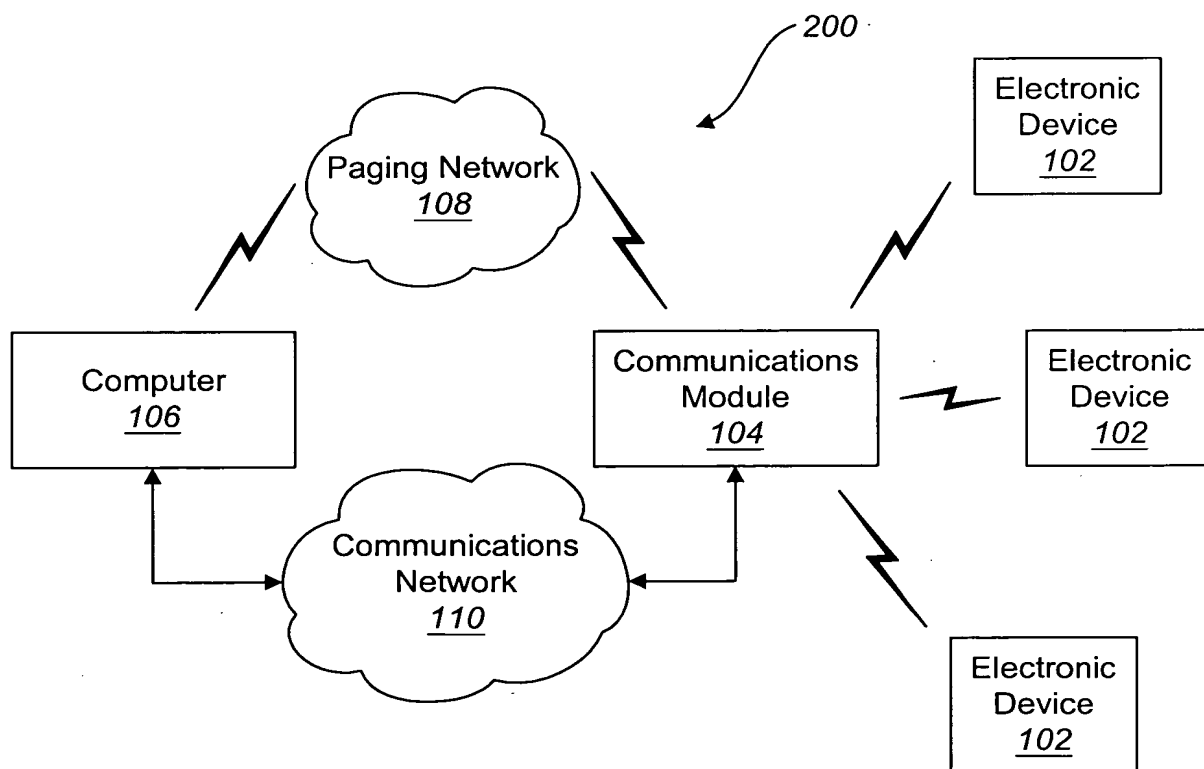 200
Electronic
Device
102
Paging Network
108
Computer
106
Communications
Module
104
Electronic
Device
102
Communications
Network
110
Electronic
Device
102